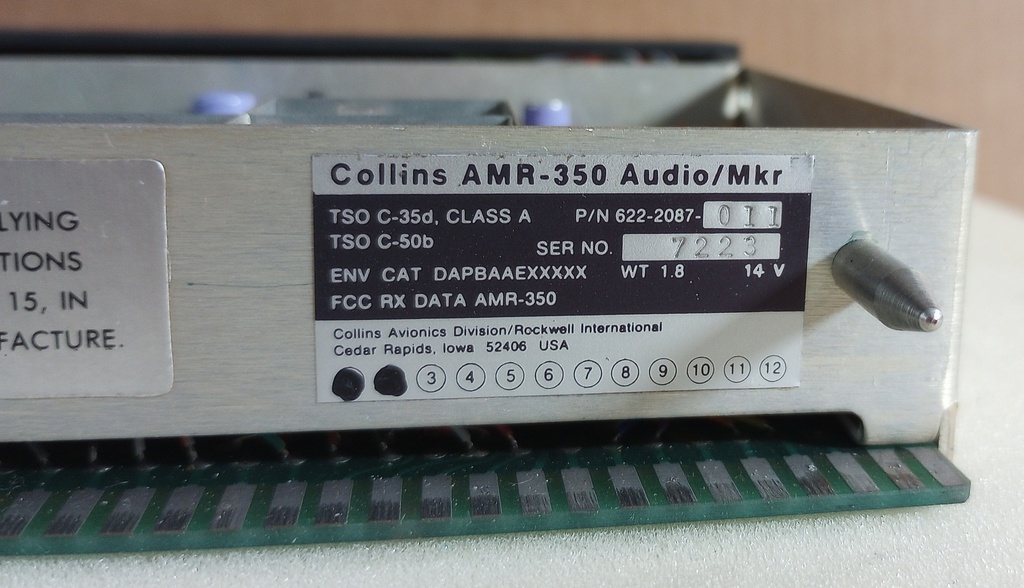 LYING
TIONS
15, IN
FACTURE.
Collins AMR-350 Audio/Mkr
TSO C-35d, CLASS A P/N 622-2087-011
TSO C-50b SER NO. 7223
ENV CAT DAPBAAEXXXXX WT 1.8 14 V
FCC RX DATA AMR-350
Collins Avionics Division/Rockwell International
Cedar Rapids, Iowa 52406 USA
3 4 5 6 7 8 9 10 11 12